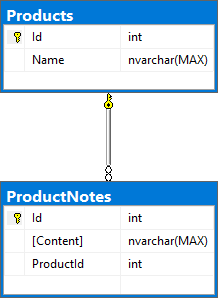 Products
Id int
Name nvarchar(MAX)
ProductNotes
Id int
[Content] nvarchar(MAX)
ProductId int